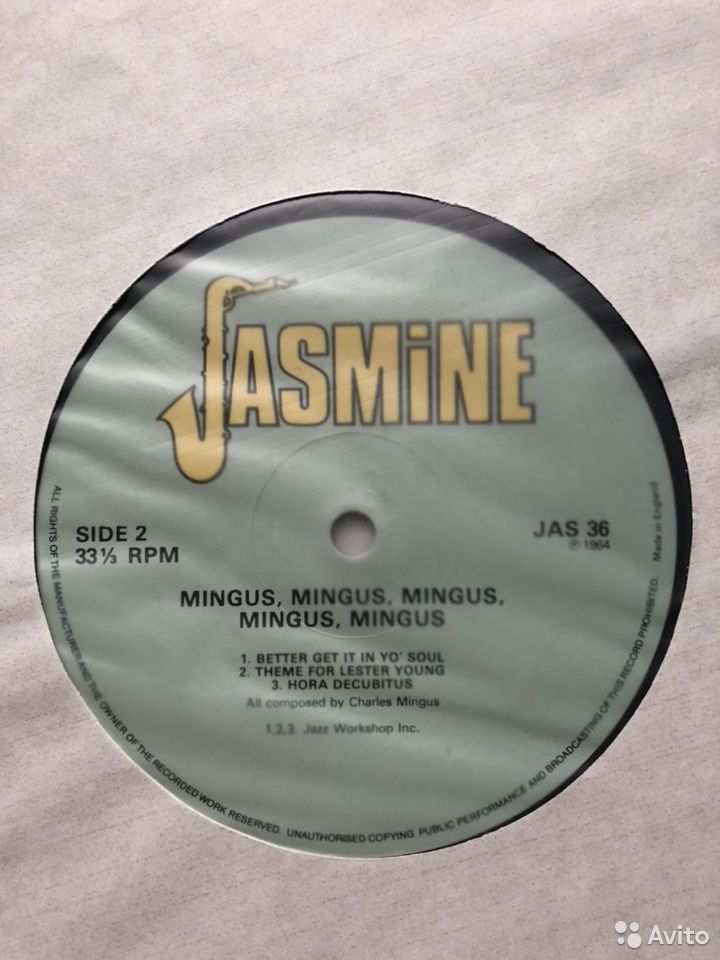 JASMiNE
SIDE 2
33⅓ RPM
JAS 36
℗ 1964
Made in England
MINGUS, MINGUS, MINGUS,
MINGUS, MINGUS
1. BETTER GET IT IN YO' SOUL
2. THEME FOR LESTER YOUNG
3. HORA DECUBITUS
All composed by Charles Mingus
1,2,3. Jazz Workshop Inc.
ALL RIGHTS OF THE MANUFACTURER AND THE OWNER OF THE RECORDED WORK RESERVED. UNAUTHORISED COPYING PUBLIC PERFORMANCE AND BROADCASTING OF THIS RECORD PROHIBITED.
Avito